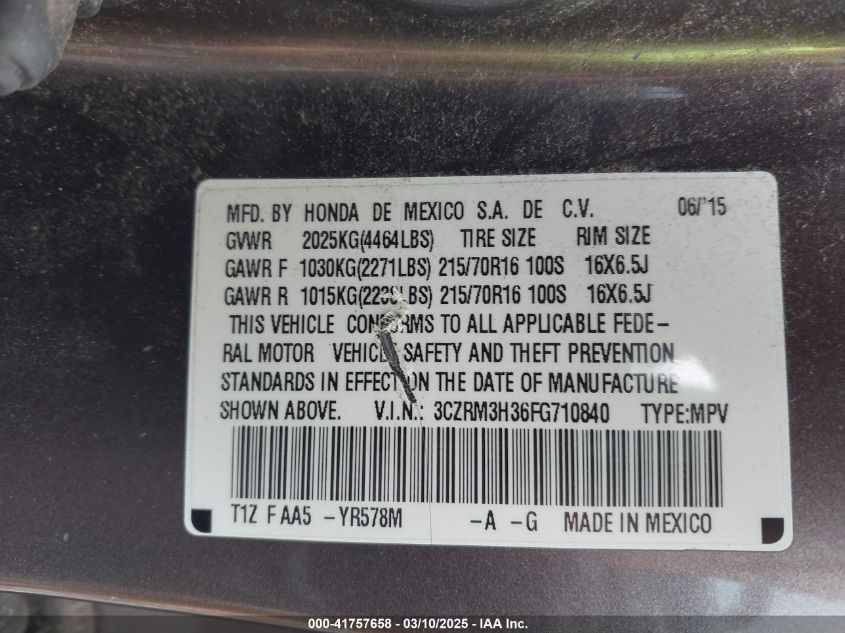 MFD. BY HONDA DE MEXICO S.A. DE C.V. 06/'15
GVWR 2025KG(4464LBS) TIRE SIZE RIM SIZE
GAWR F 1030KG(2271LBS) 215/70R16 100S 16X6.5J
GAWR R 1015KG(2238LBS) 215/70R16 100S 16X6.5J
THIS VEHICLE CONFORMS TO ALL APPLICABLE FEDE-
RAL MOTOR VEHICLE SAFETY AND THEFT PREVENTION
STANDARDS IN EFFECT ON THE DATE OF MANUFACTURE
SHOWN ABOVE. V.I.N.: 3CZRM3H36FG710840 TYPE:MPV
T1Z F AA5 -YR578M -A -G MADE IN MEXICO
000-41757658 - 03/10/2025 - IAA Inc.